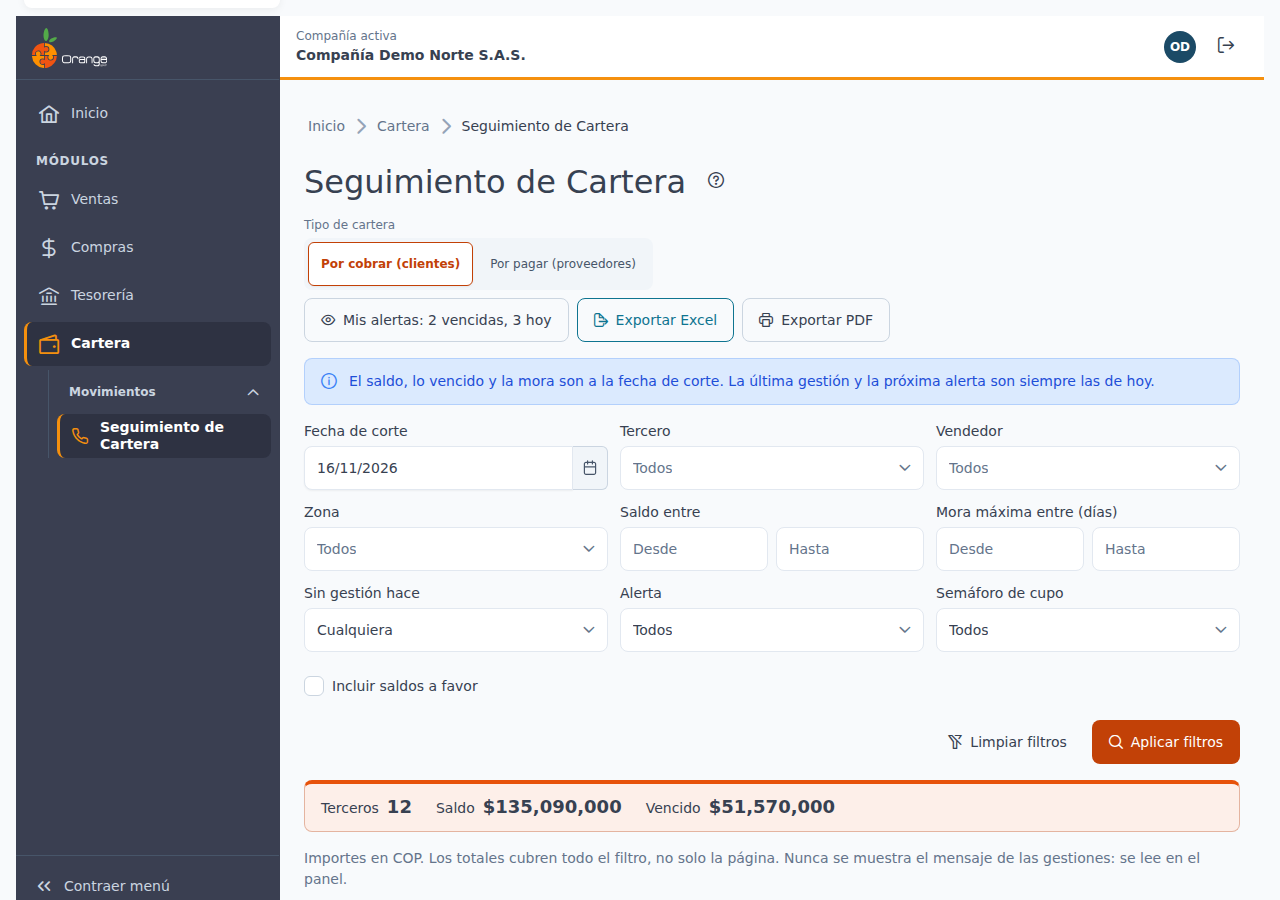 Orange
Compañía activa
Compañía Demo Norte S.A.S.
OD
Inicio
MÓDULOS
Ventas
Compras
Tesorería
Cartera
Movimientos
Seguimiento de
Cartera
Contraer menú
Inicio > Cartera > Seguimiento de Cartera
Seguimiento de Cartera
Tipo de cartera
Por cobrar (clientes) Por pagar (proveedores)
Mis alertas: 2 vencidas, 3 hoy Exportar Excel Exportar PDF
El saldo, lo vencido y la mora son a la fecha de corte. La última gestión y la próxima alerta son siempre las de hoy.
Fecha de corte Tercero Vendedor
16/11/2026 Todos Todos
Zona Saldo entre Mora máxima entre (días)
Todos Desde Hasta Desde Hasta
Sin gestión hace Alerta Semáforo de cupo
Cualquiera Todos Todos
Incluir saldos a favor
Limpiar filtros Aplicar filtros
Terceros 12 Saldo $135,090,000 Vencido $51,570,000
Importes en COP. Los totales cubren todo el filtro, no solo la página. Nunca se muestra el mensaje de las gestiones: se lee en el
panel.